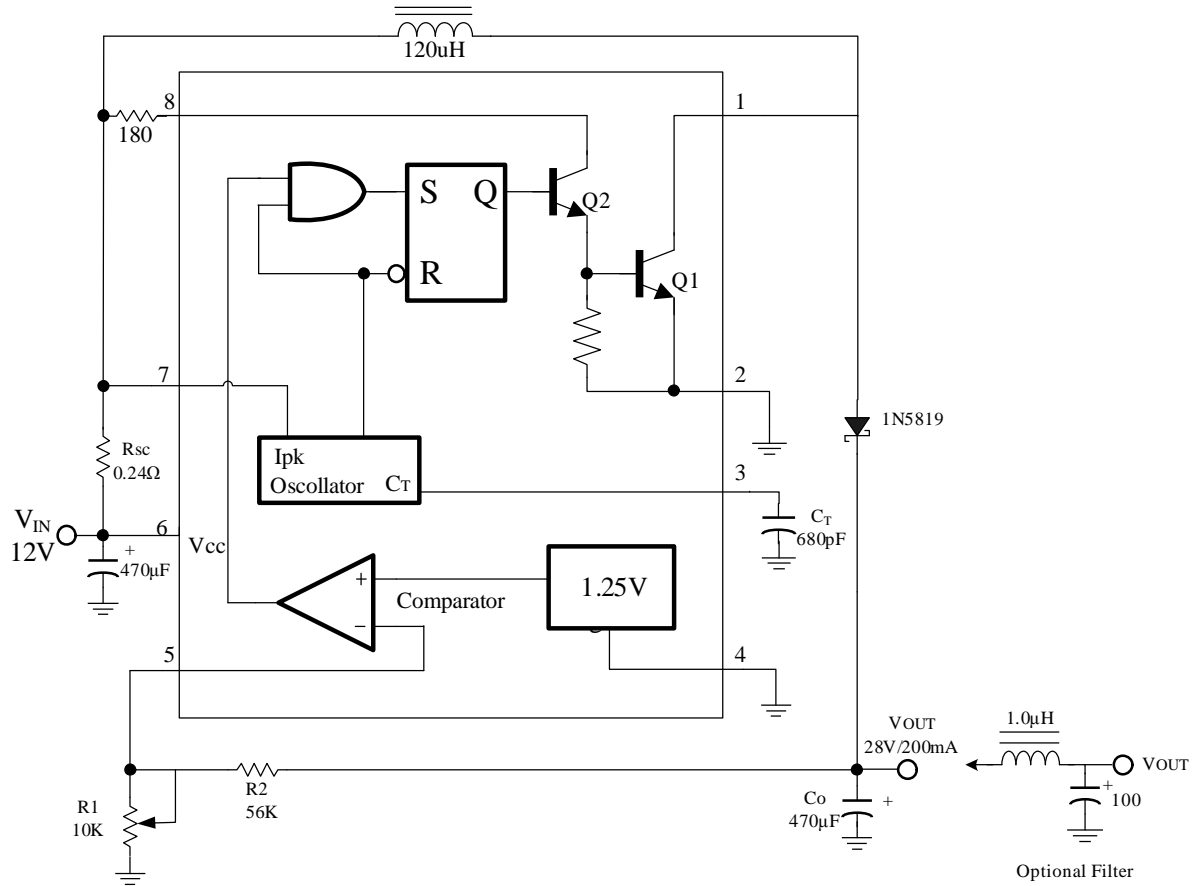 120uH
8
1
180
S
Q
Q2
R
Q1
7
2
Rsc
0.24Ω
Ipk
Oscollator
CT
3
VIN
12V
6
Vcc
CT
680pF
+
470µF
+
Comparator
1.25V
−
5
4
VOUT
28V/200mA
1.0µH
VOUT
R1
10K
R2
56K
Co
470µF
+
+
100
Optional Filter